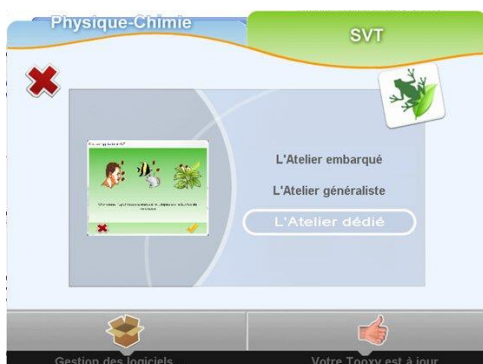 Physique-Chimie
SVT
L'Atelier embarqué
L'Atelier généraliste
L'Atelier dédié
Gestion des logiciels
Votre Tooxy est à jour